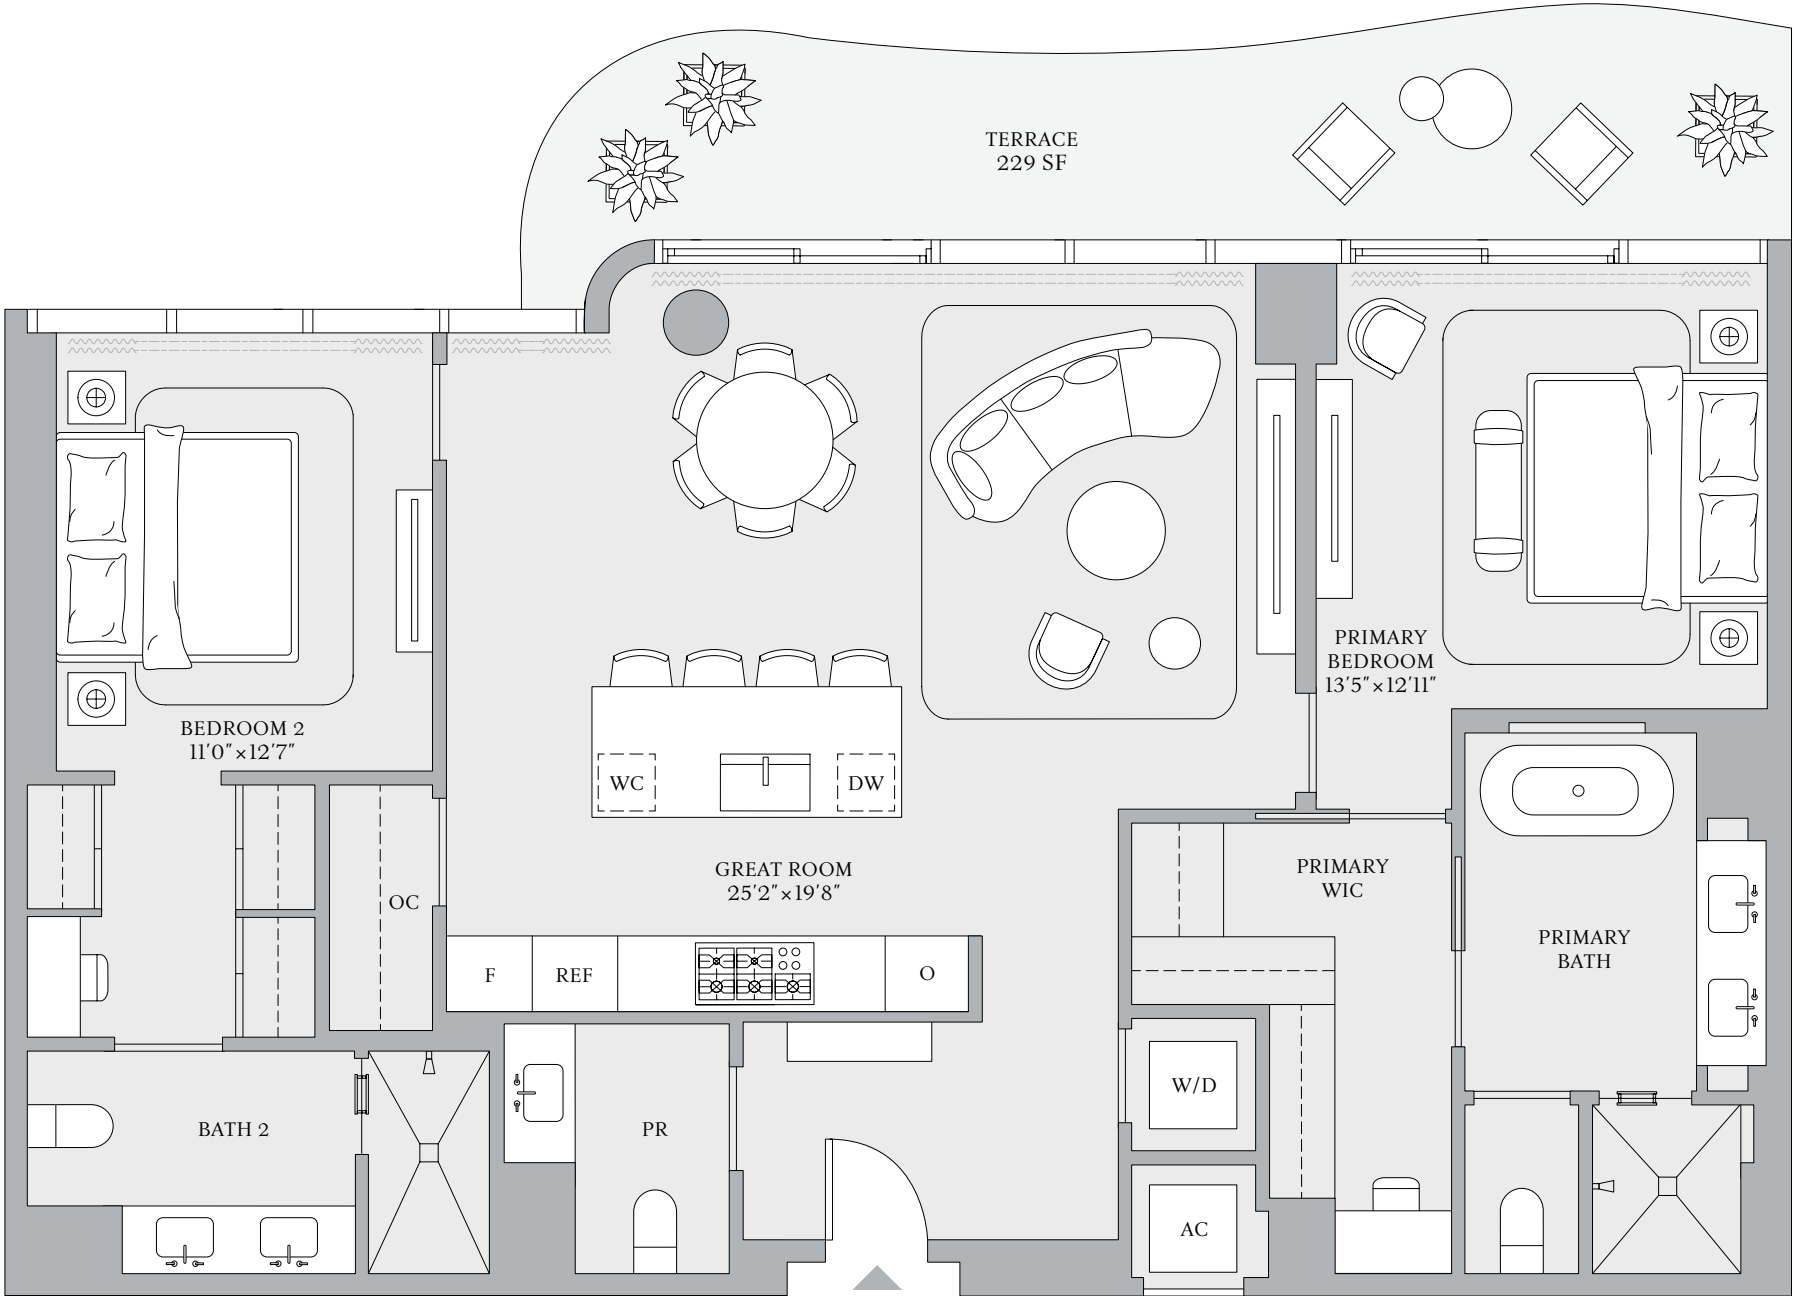 TERRACE
229 SF
PRIMARY
BEDROOM
13'5"×12'11"
BEDROOM 2
11'0"×12'7"
WC
DW
GREAT ROOM
25'2"×19'8"
PRIMARY
WIC
OC
PRIMARY
BATH
F
REF
O
W/D
BATH 2
PR
AC